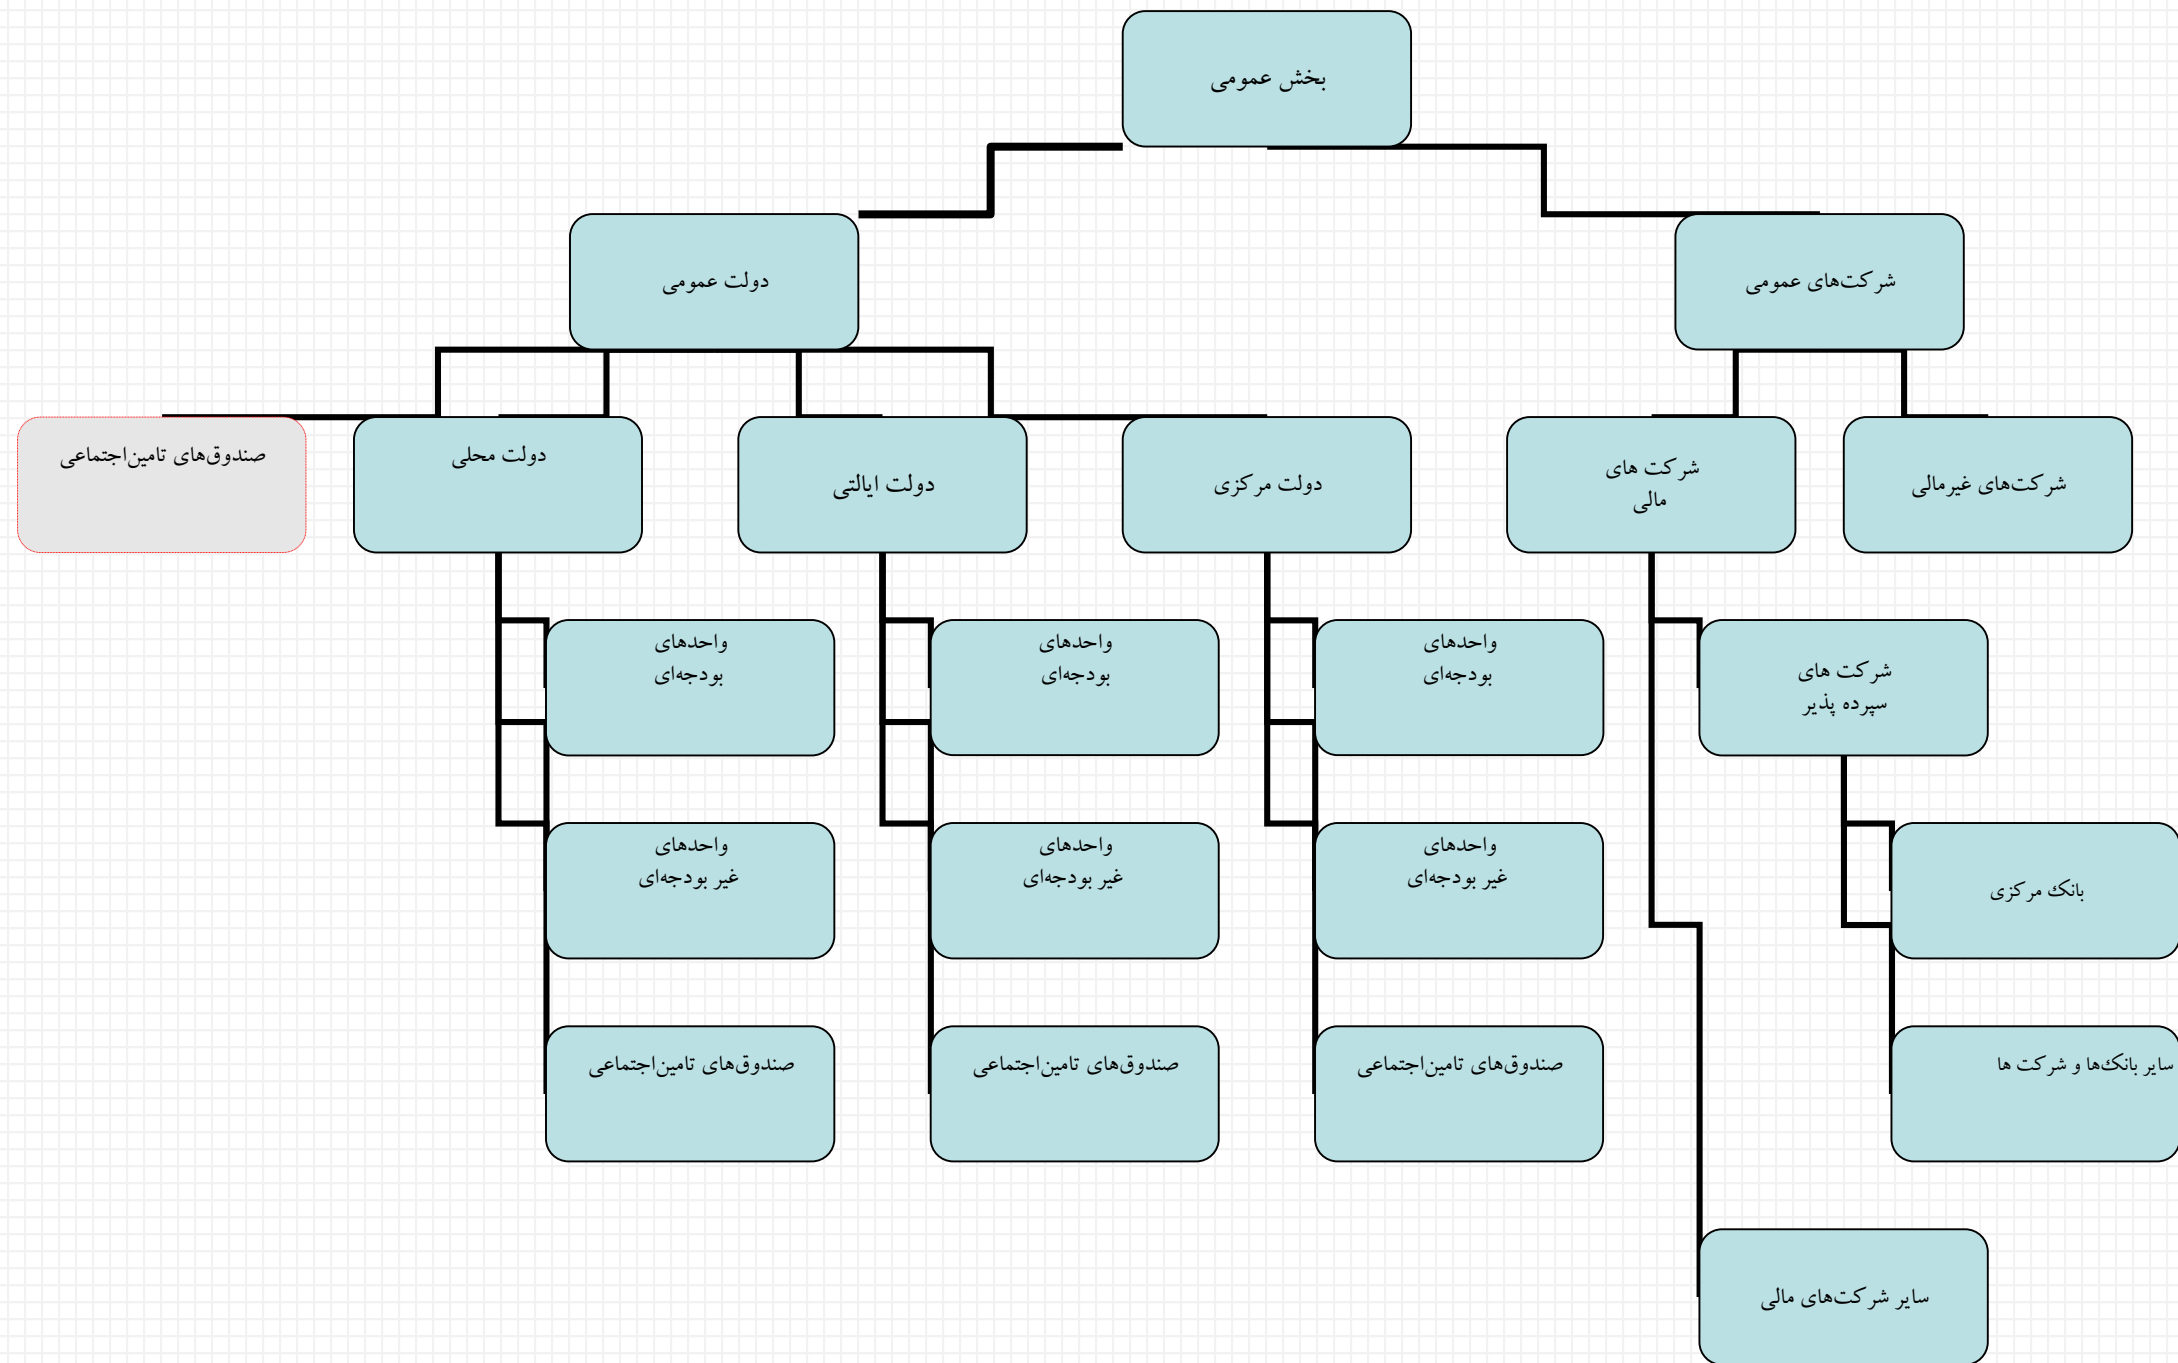 بخش عمومی
شرکت‌های عمومی
دولت عمومی
شرکت‌های غیرمالی
شرکت های
مالی
دولت مرکزی
دولت ایالتی
دولت محلی
صندوق‌های تامین‌اجتماعی
شرکت های
سپرده پذیر
واحدهای
بودجه‌ای
واحدهای
بودجه‌ای
واحدهای
بودجه‌ای
بانک مرکزی
واحدهای
غیر بودجه‌ای
واحدهای
غیر بودجه‌ای
واحدهای
غیر بودجه‌ای
سایر بانک‌ها و شرکت ها
صندوق‌های تامین‌اجتماعی
صندوق‌های تامین‌اجتماعی
صندوق‌های تامین‌اجتماعی
سایر شرکت‌های مالی